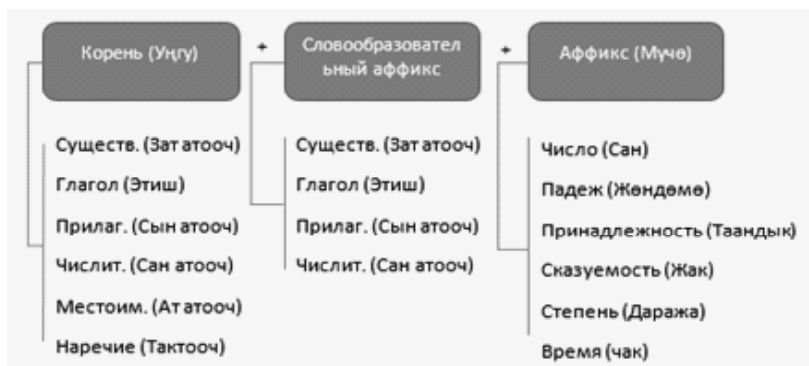 Корень (Уңгу)
+
Словообразовател
ьный аффикс
+
Аффикс (Мүчө)
Существ. (Зат атооч)
Глагол (Этиш)
Прилаг. (Сын атооч)
Числит. (Сан атооч)
Местоим. (Ат атооч)
Наречие (Тактооч)
Существ. (Зат атооч)
Глагол (Этиш)
Прилаг. (Сын атооч)
Числит. (Сан атооч)
Число (Сан)
Падеж (Жөндөмө)
Принадлежность (Таандык)
Сказуемость (Жак)
Степень (Даража)
Время (чак)